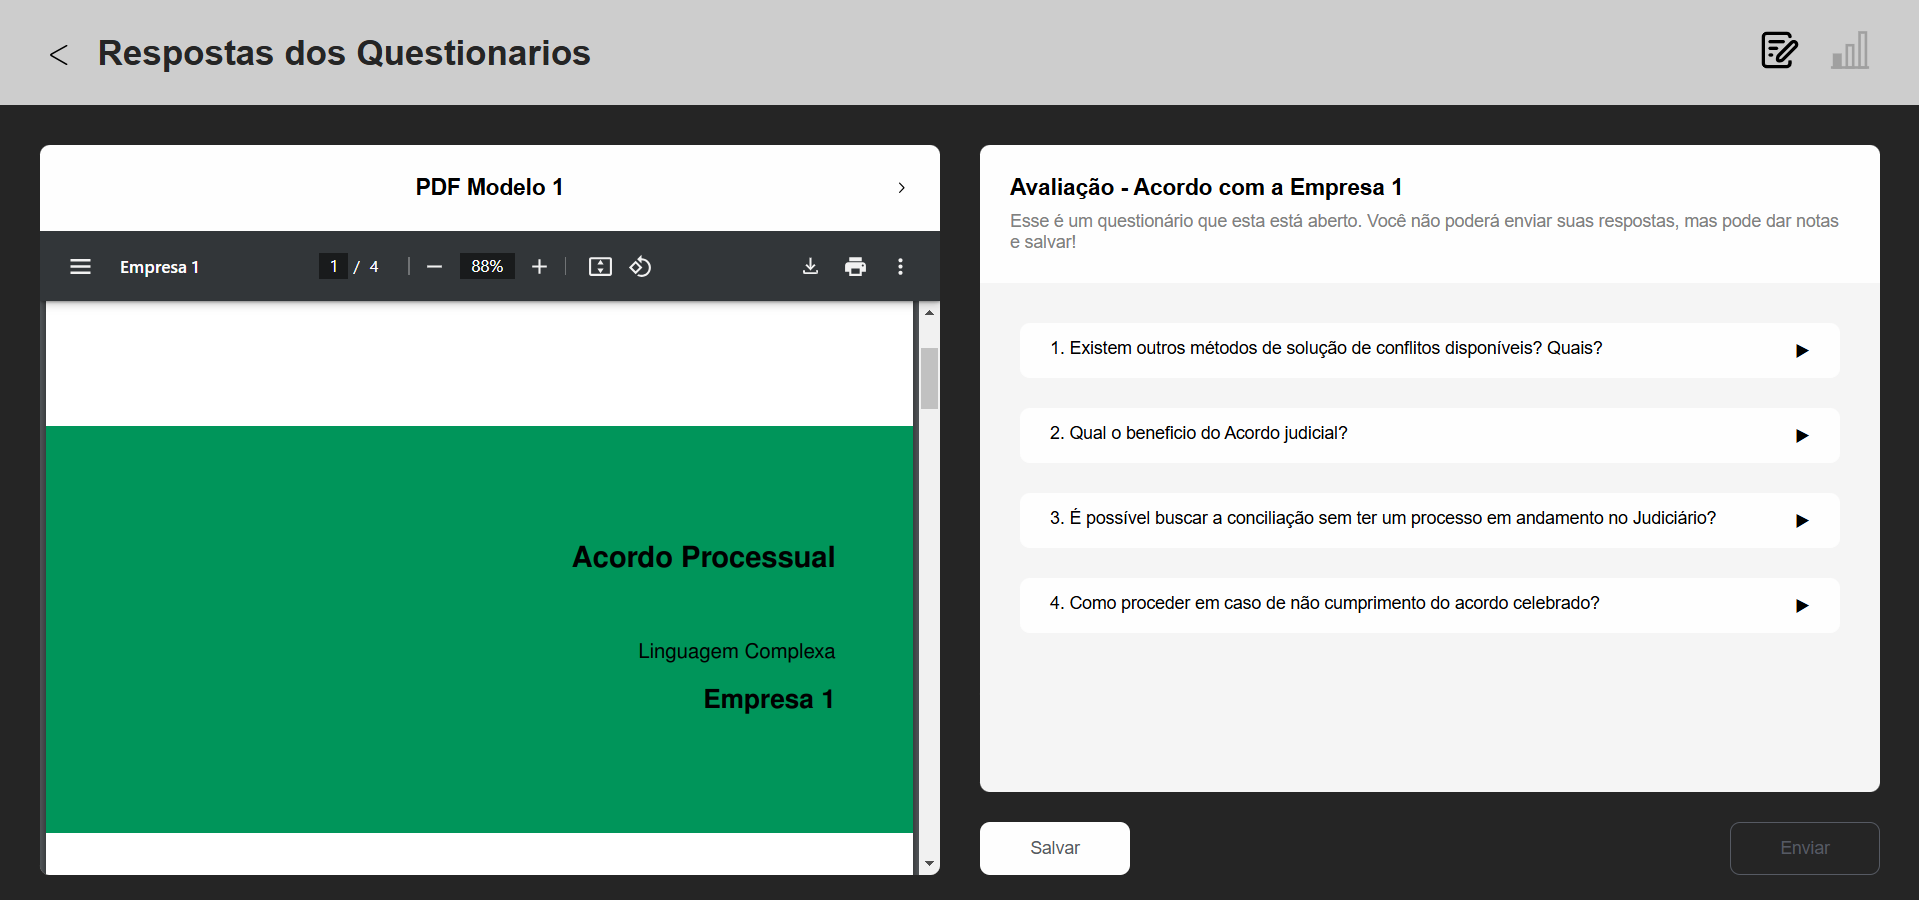 Respostas dos Questionarios
PDF Modelo 1
Empresa 1
1 / 4
88%
Acordo Processual
Linguagem Complexa
Empresa 1
Avaliação - Acordo com a Empresa 1
Esse é um questionário que esta está aberto. Você não poderá enviar suas respostas, mas pode dar notas
e salvar!
1. Existem outros métodos de solução de conflitos disponíveis? Quais?
2. Qual o beneficio do Acordo judicial?
3. É possível buscar a conciliação sem ter um processo em andamento no Judiciário?
4. Como proceder em caso de não cumprimento do acordo celebrado?
Salvar
Enviar